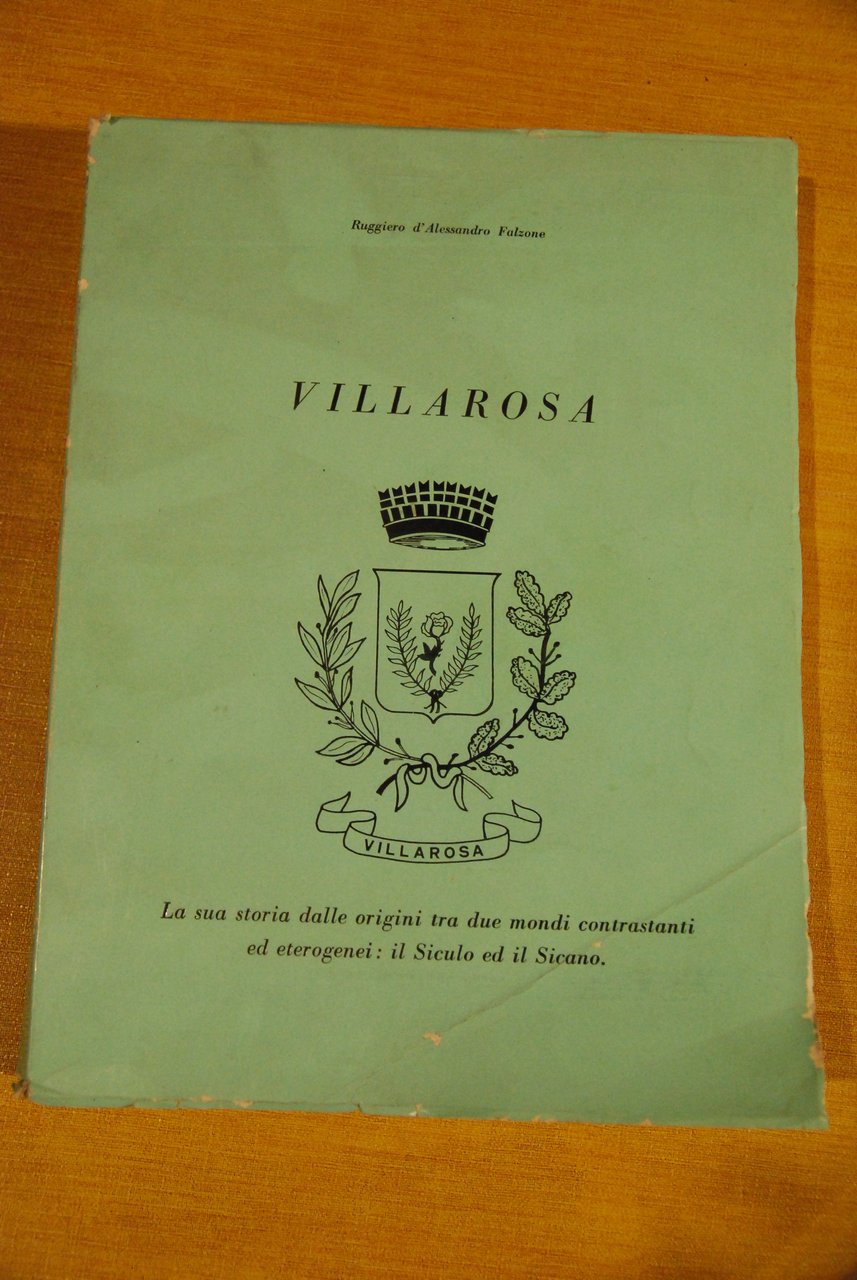 Ruggiero d'Alessandro Falzone
VILLAROSA
VILLAROSA
La sua storia dalle origini tra due mondi contrastanti
ed eterogenei: il Siculo ed il Sicano.